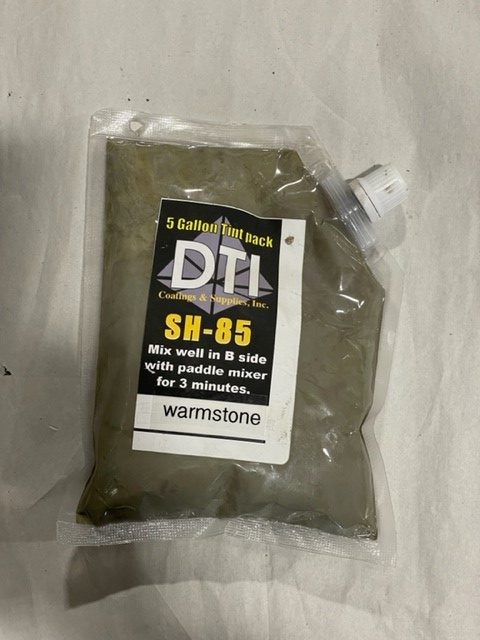 5 Gallon Tint pack
DTI
Coatings & Supplies, Inc.
SH-85
Mix well in B side
with paddle mixer
for 3 minutes.
warmstone